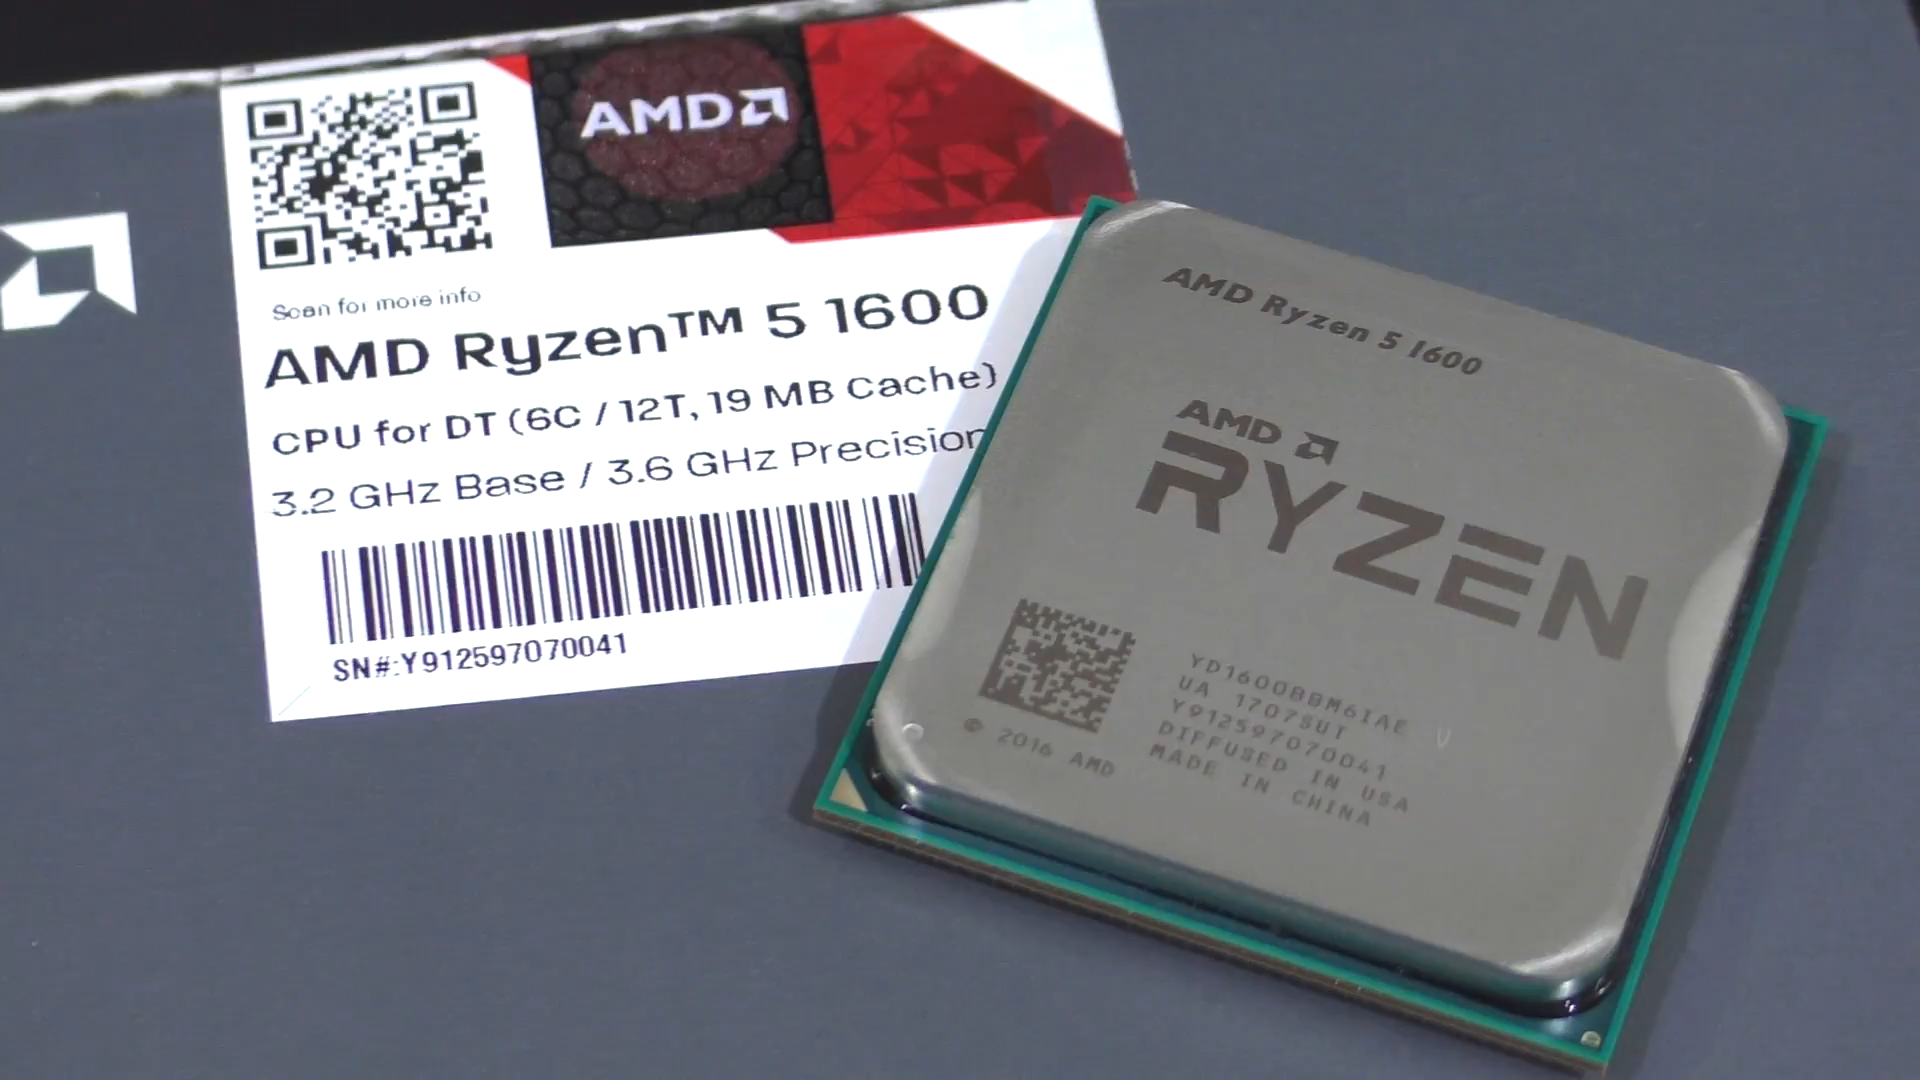 AMD
Scan for more info
AMD Ryzen™ 5 1600
CPU for DT (6C / 12T, 19 MB Cache)
3.2 GHz Base / 3.6 GHz Precision
SN#:Y912597070041
AMD Ryzen 5 1600
AMD
RYZEN
YD1600BBM6IAE
UA 1707SUT
Y912597070041
DIFFUSED IN USA
MADE IN CHINA
© 2016 AMD